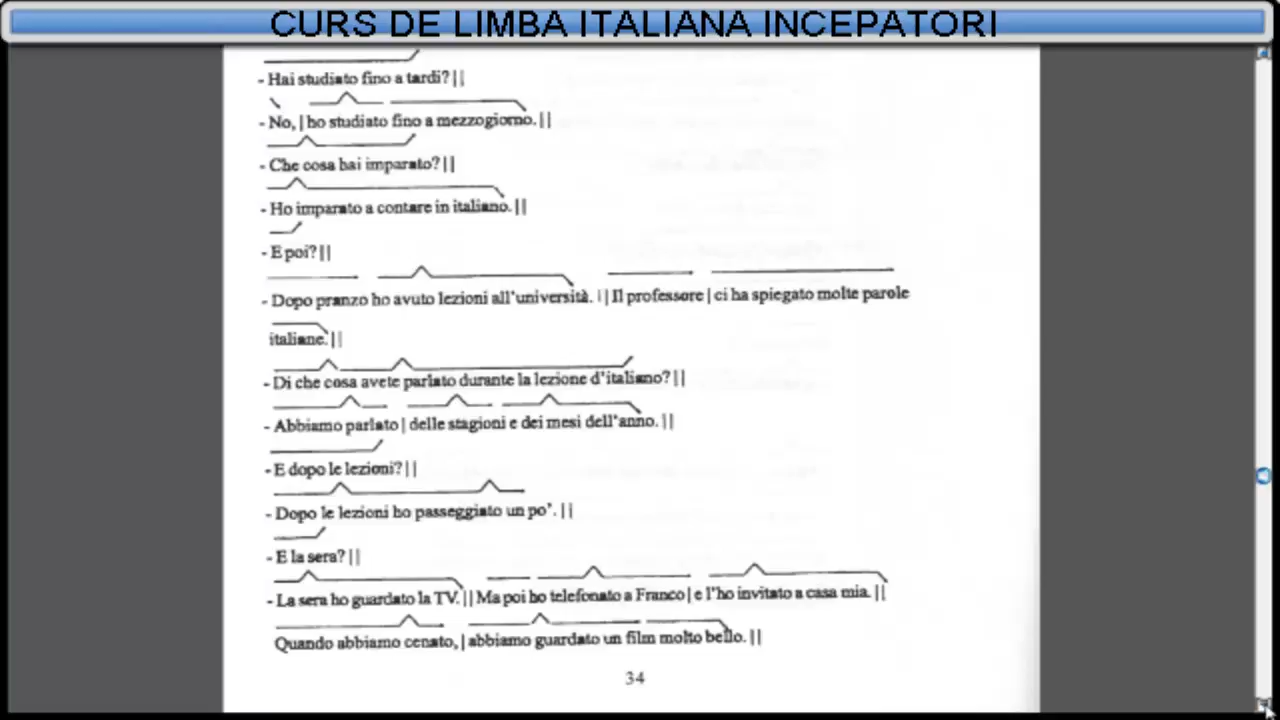 CURS DE LIMBA ITALIANA INCEPATORI
- Hai studiato fino a tardi? ||
- No, | ho studiato fino a mezzogiorno. ||
- Che cosa hai imparato? ||
- Ho imparato a contare in italiano. ||
- E poi? ||
- Dopo pranzo ho avuto lezioni all'università. || Il professore | ci ha spiegato molte parole
italiane. ||
- Di che cosa avete parlato durante la lezione d'italiano? ||
- Abbiamo parlato | delle stagioni e dei mesi dell'anno. ||
- E dopo le lezioni? ||
- Dopo le lezioni ho passeggiato un po'. ||
- E la sera? ||
- La sera ho guardato la TV. || Ma poi ho telefonato a Franco | e l'ho invitato a casa mia. ||
Quando abbiamo cenato, | abbiamo guardato un film molto bello. ||
34